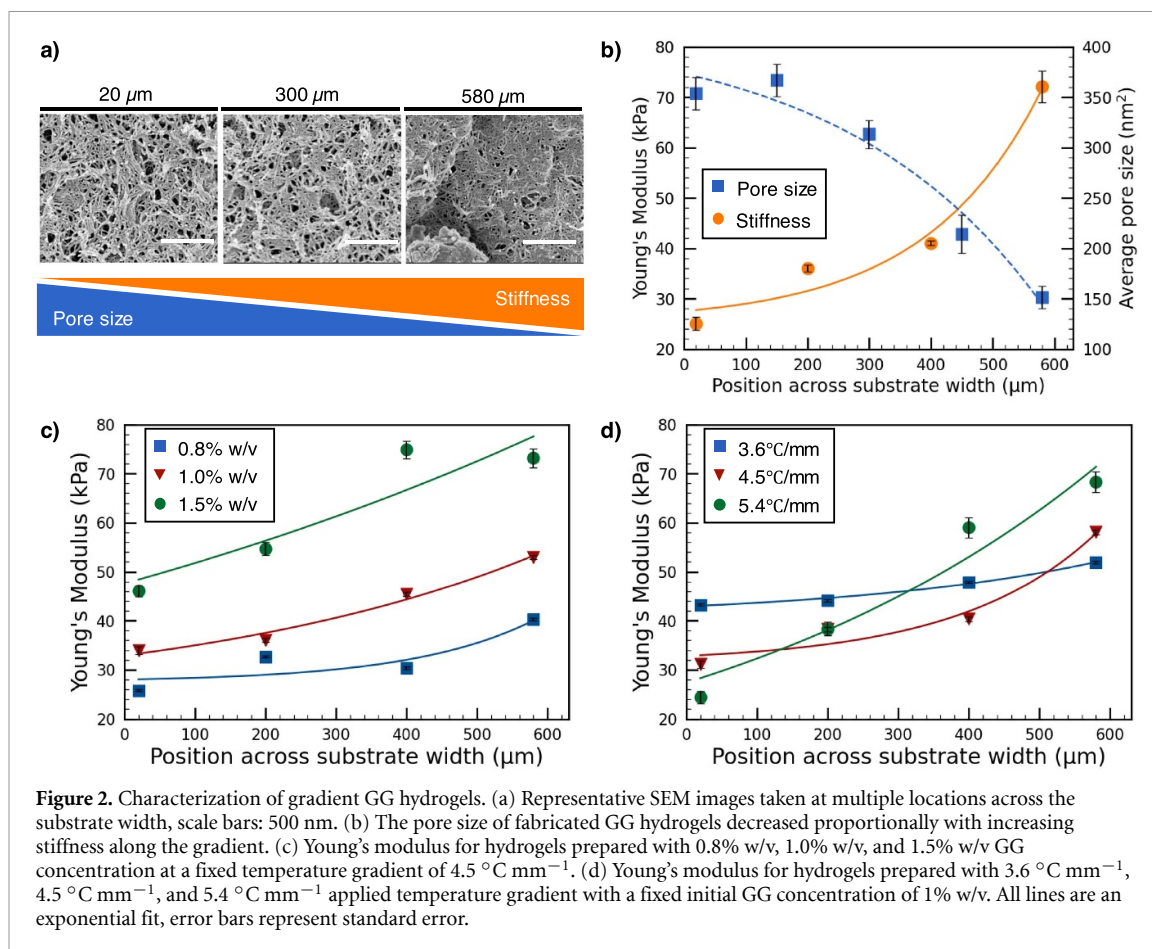 a)
20 µm
300 µm
580 µm
Stiffness
Pore size
b)
80
70
60
50
40
30
20
Young's Modulus (kPa)
Pore size
Stiffness
400
350
300
250
200
150
100
Average pore size (nm²)
0 100 200 300 400 500 600
Position across substrate width (µm)
c)
80
70
60
50
40
30
20
Young's Modulus (kPa)
0.8% w/v
1.0% w/v
1.5% w/v
0 100 200 300 400 500 600
Position across substrate width (µm)
d)
80
70
60
50
40
30
20
Young's Modulus (kPa)
3.6℃/mm
4.5℃/mm
5.4℃/mm
0 100 200 300 400 500 600
Position across substrate width (µm)
Figure 2. Characterization of gradient GG hydrogels. (a) Representative SEM images taken at multiple locations across the
substrate width, scale bars: 500 nm. (b) The pore size of fabricated GG hydrogels decreased proportionally with increasing
stiffness along the gradient. (c) Young's modulus for hydrogels prepared with 0.8% w/v, 1.0% w/v, and 1.5% w/v GG
concentration at a fixed temperature gradient of 4.5 °C mm⁻¹. (d) Young's modulus for hydrogels prepared with 3.6 °C mm⁻¹,
4.5 °C mm⁻¹, and 5.4 °C mm⁻¹ applied temperature gradient with a fixed initial GG concentration of 1% w/v. All lines are an
exponential fit, error bars represent standard error.